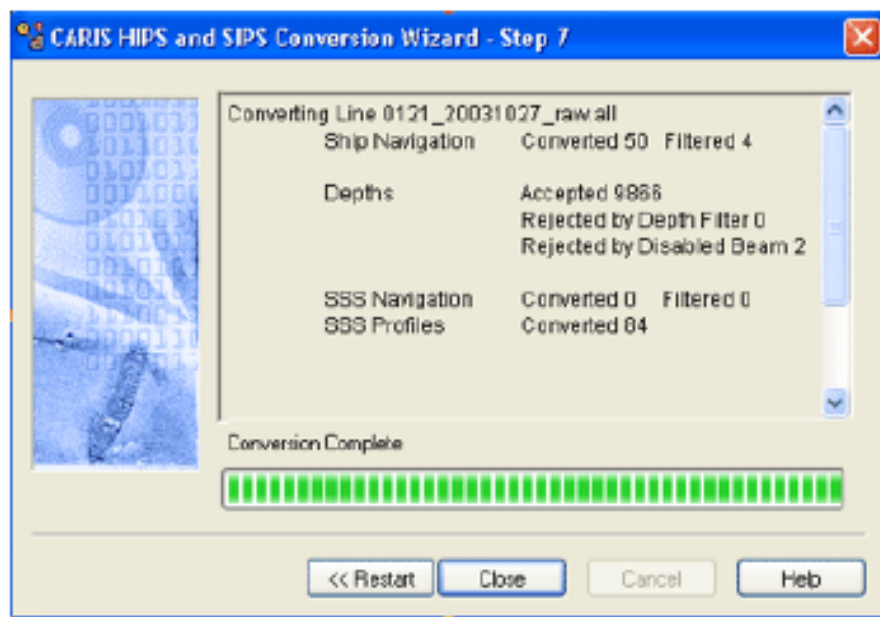 CARIS HIPS and SIPS Conversion Wizard - Step 7
Converting Line 0121_20031027_raw.all
Ship Navigation Converted 50 Filtered 4
Depths Accepted 9866
Rejected by Depth Filter 0
Rejected by Disabled Beam 2
SSS Navigation Converted 0 Filtered 0
SSS Profiles Converted 84
Conversion Complete
<< Restart Close Cancel Help